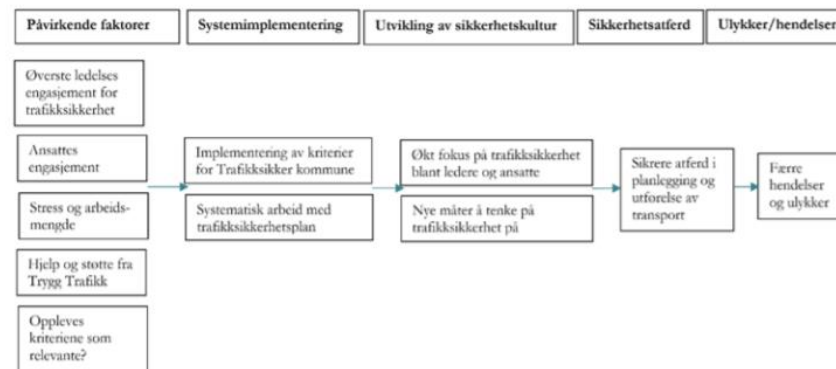 Påvirkende faktorer
Systemimplementering
Utvikling av sikkerhetskultur
Sikkerhetsatferd
Ulykker/hendelser
Øverste ledelses
engasjement for
trafikksikkerhet
Ansattes
engasjement
Stress og arbeids-
mengde
Hjelp og støtte fra
Trygg Trafikk
Oppleves
kriteriene som
relevante?
Implementering av kriterier
for Trafikksikker kommune
Systematisk arbeid med
trafikksikkerhetsplan
Økt fokus på trafikksikkerhet
blant ledere og ansatte
Nye måter å tenke på
trafikksikkerhet på
Sikrere atferd i
planlegging og
utførelse av
transport
Færre
hendelser
og ulykker